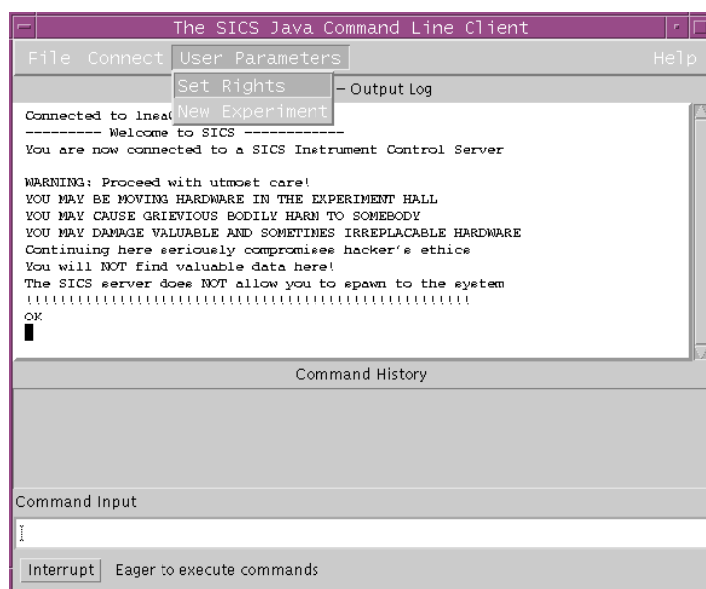 The SICS Java Command Line Client
File Connect User Parameters Help
Set Rights
– Output Log
New Experiment
Connected to lnsa
--------- Welcome to SICS ------------
You are now connected to a SICS Instrument Control Server
WARNING: Proceed with utmost care!
YOU MAY BE MOVING HARDWARE IN THE EXPERIMENT HALL
YOU MAY CAUSE GRIEVIOUS BODILY HARM TO SOMEBODY
YOU MAY DAMAGE VALUABLE AND SOMETINES IRREPLACABLE HARDWARE
Continuing here seriously compromises hacker's ethics
You will NOT find valuable data here!
The SICS server does NOT allow you to spawn to the system
!!!!!!!!!!!!!!!!!!!!!!!!!!!!!!!!!!!!!!!!!!!!!!!!!!!!!!!!!
OK
Command History
Command Input
Interrupt Eager to execute commands